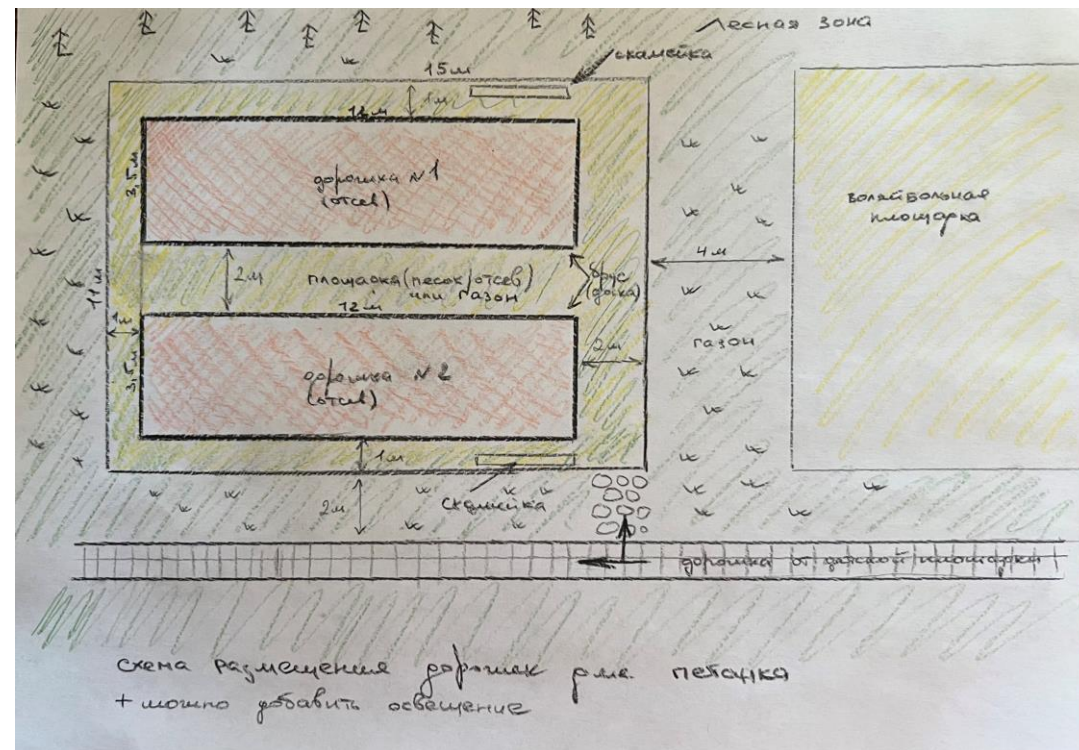 Лесная зона
скамейка
15м
1м
12м
3,5м
дорожка №1
(отсев)
волейбольная
площадка
4м
2м
площадка (песок/отсев)
или газон
брус
(доска)
11м
12м
1м
2м
газон
3,5м
дорожка №2
(отсев)
1м
скамейка
2м
дорожка от площадки
схема размещения дорожек для петанка
+ можно добавить освещение